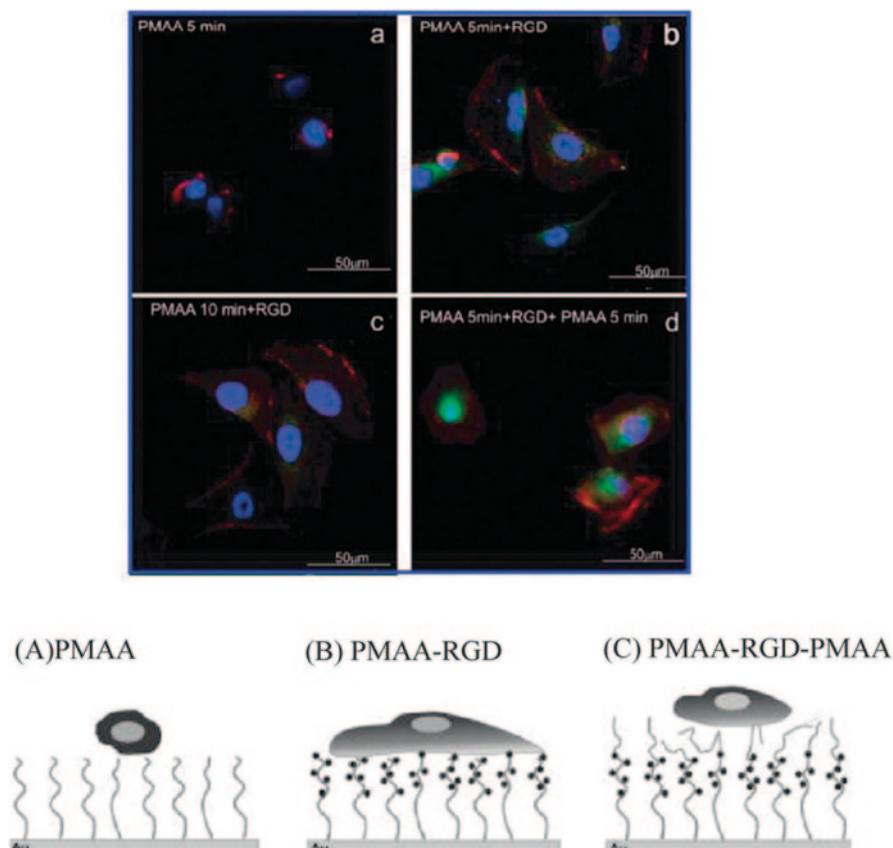 PMAA 5 min a
PMAA 5min+RGD b
50μm
50μm
PMAA 10 min+RGD c
PMAA 5min+RGD+ PMAA 5 min d
50μm
50μm
(A)PMAA
(B) PMAA-RGD
(C) PMAA-RGD-PMAA